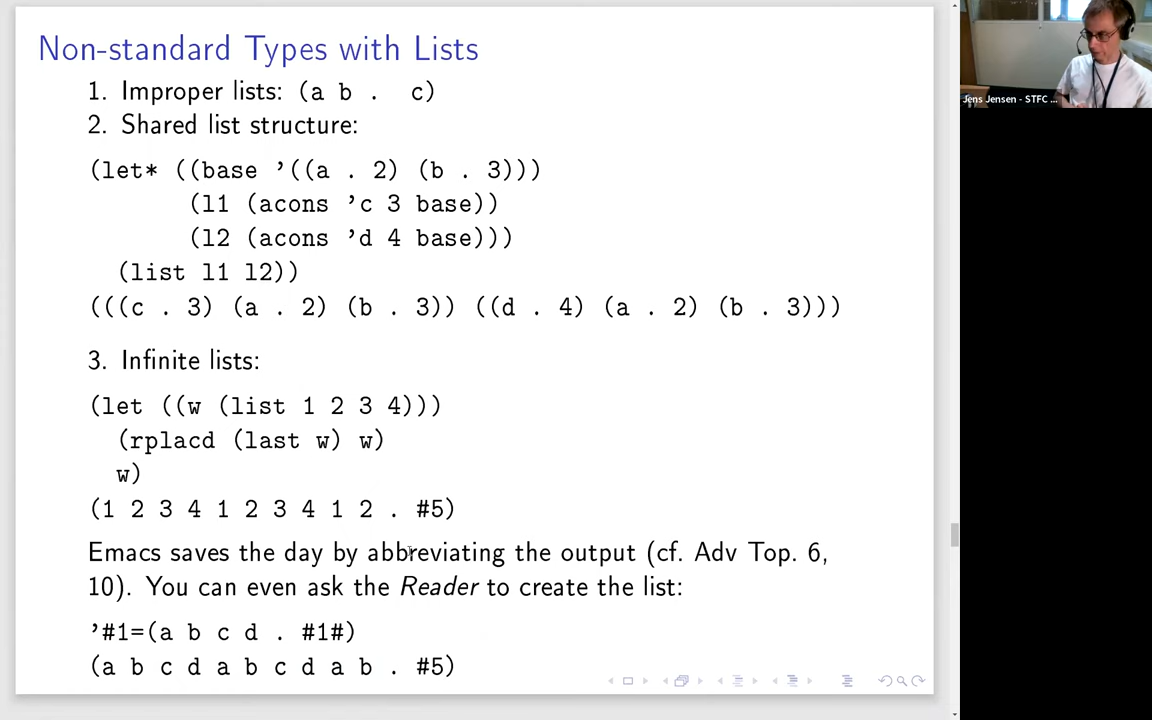 Non-standard Types with Lists
1. Improper lists: (a b . c)
2. Shared list structure:
(let* ((base ’((a . 2) (b . 3)))
(l1 (acons ’c 3 base))
(l2 (acons ’d 4 base)))
(list l1 l2))
(((c . 3) (a . 2) (b . 3)) ((d . 4) (a . 2) (b . 3)))
3. Infinite lists:
(let ((w (list 1 2 3 4)))
(rplacd (last w) w)
w)
(1 2 3 4 1 2 3 4 1 2 . #5)
Emacs saves the day by abbreviating the output (cf. Adv Top. 6,
10). You can even ask the Reader to create the list:
’#1=(a b c d . #1#)
(a b c d a b c d a b . #5)
Jens Jensen - STFC ...